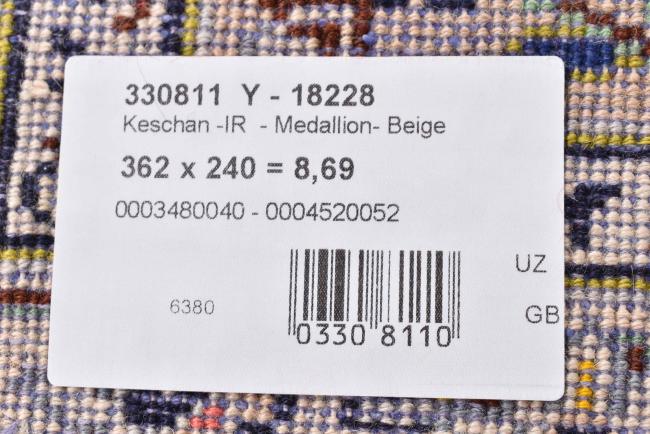 330811 Y - 18228
Keschan -IR - Medallion- Beige
362 x 240 = 8,69
0003480040 - 0004520052
UZ
6380
GB
0330 8110